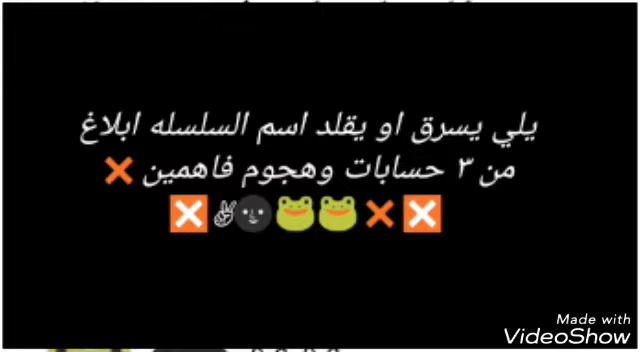 يلي يسرق او يقلد اسم السلسله ابلاغ
من ٣ حسابات وهجوم فاهمين ❌
❎✌🌚🐸🐸❌❎
Made with
VideoShow